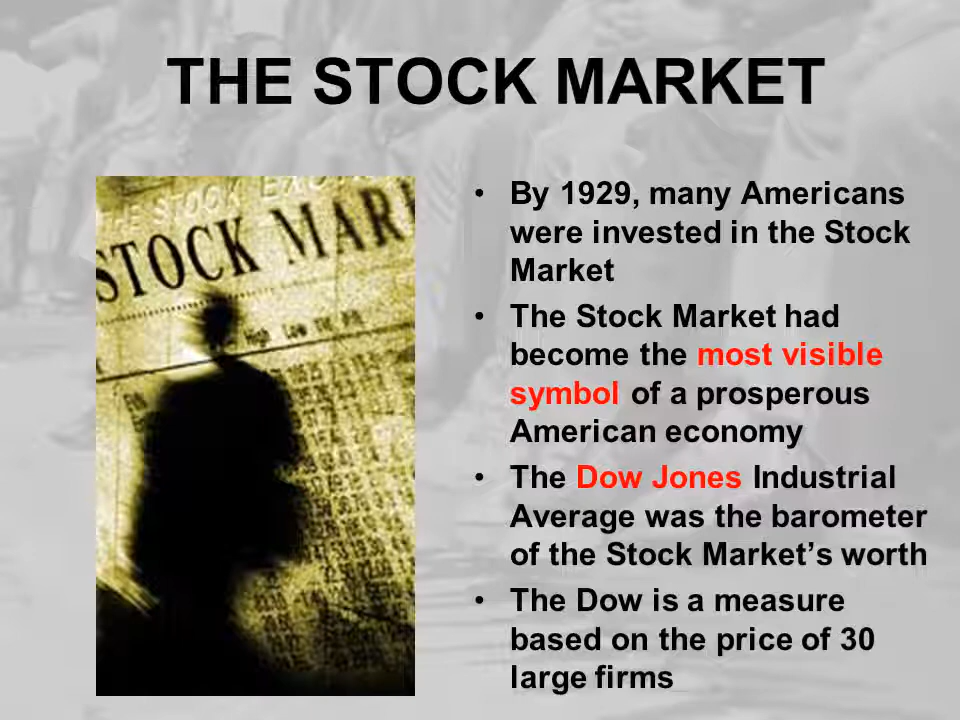 THE STOCK MARKET
THE STOCK EXC
STOCK MAR
High Low
• By 1929, many Americans
were invested in the Stock
Market
• The Stock Market had
become the most visible
symbol of a prosperous
American economy
• The Dow Jones Industrial
Average was the barometer
of the Stock Market’s worth
• The Dow is a measure
based on the price of 30
large firms